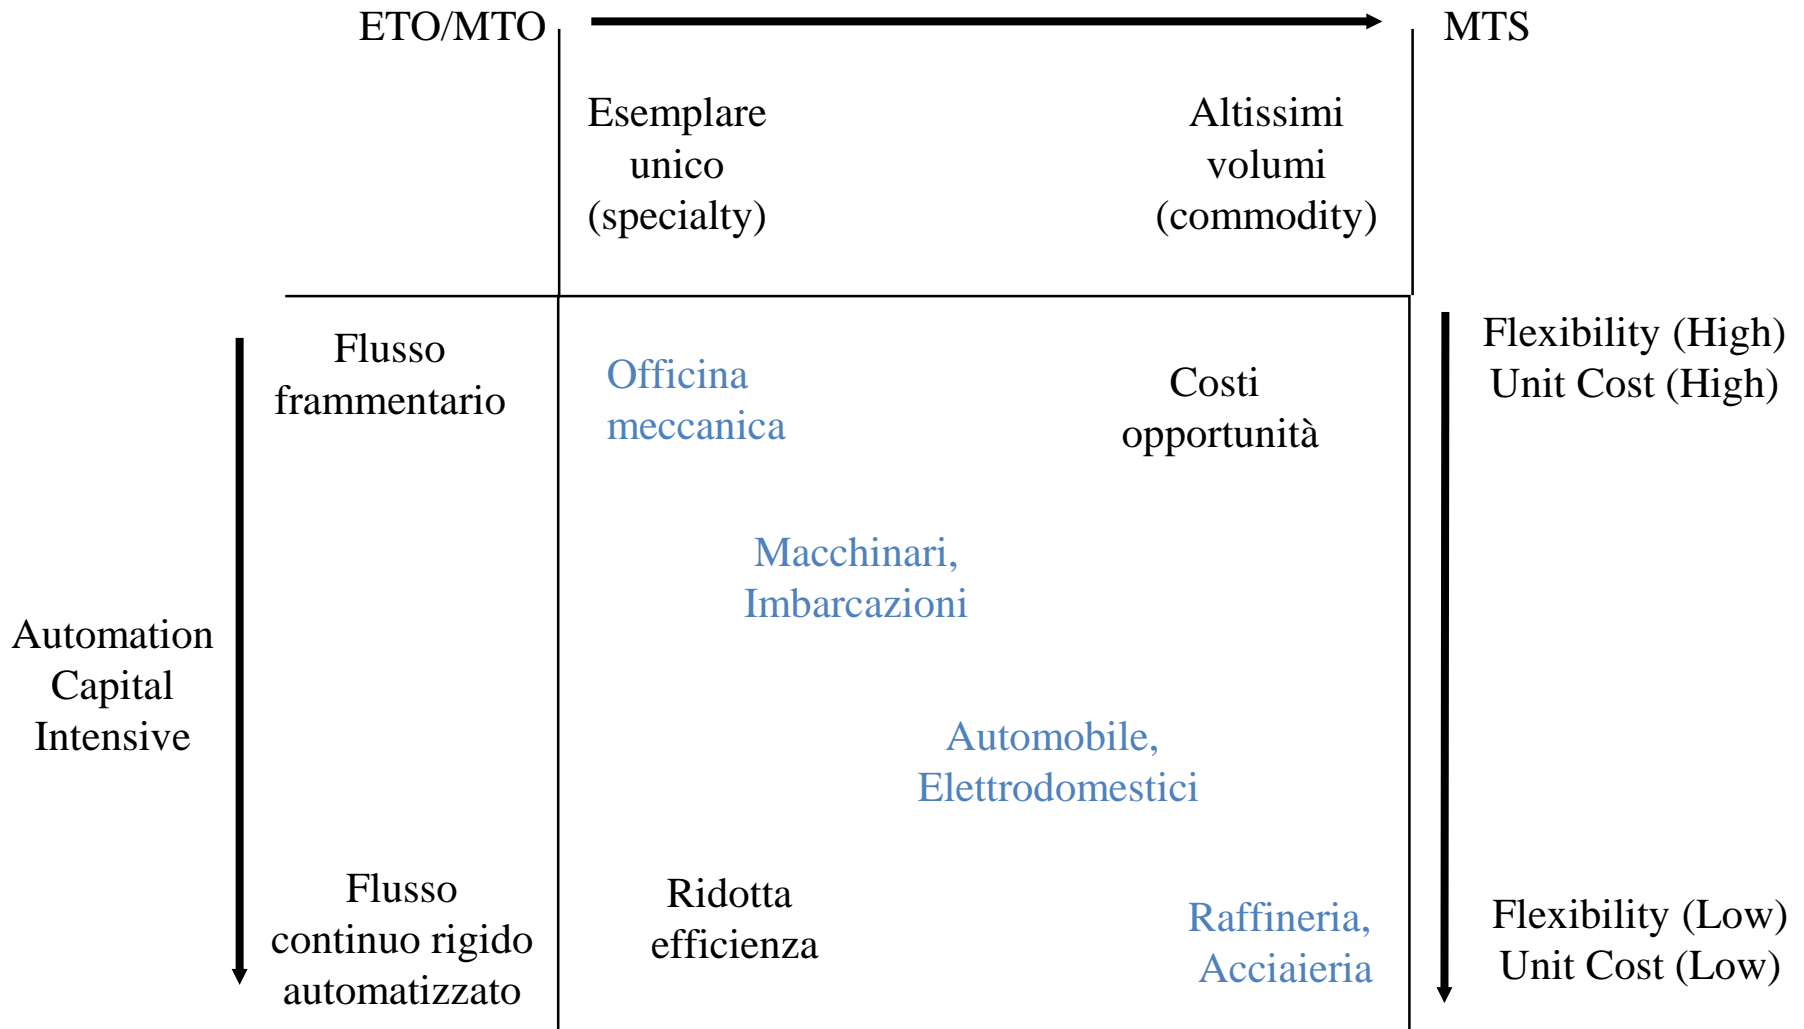 ETO/MTO
MTS
Esemplare
unico
(specialty)
Altissimi
volumi
(commodity)
Flusso
frammentario
Officina
meccanica
Costi
opportunità
Flexibility (High)
Unit Cost (High)
Macchinari,
Imbarcazioni
Automation
Capital
Intensive
Automobile,
Elettrodomestici
Flusso
continuo rigido
automatizzato
Ridotta
efficienza
Raffineria,
Acciaieria
Flexibility (Low)
Unit Cost (Low)